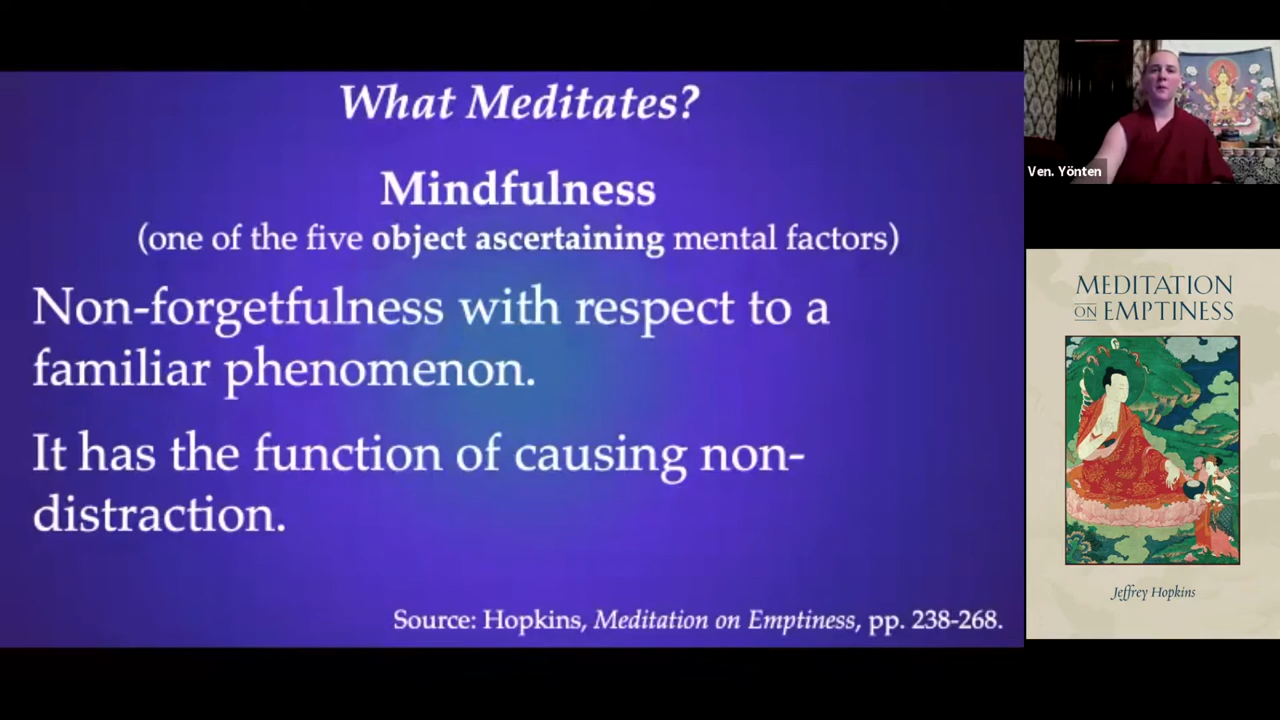 What Meditates?
Mindfulness
(one of the five object ascertaining mental factors)
Non-forgetfulness with respect to a
familiar phenomenon.
It has the function of causing non-
distraction.
Source: Hopkins, Meditation on Emptiness, pp. 238-268.
Ven. Yönten
MEDITATION
ON EMPTINESS
Jeffrey Hopkins